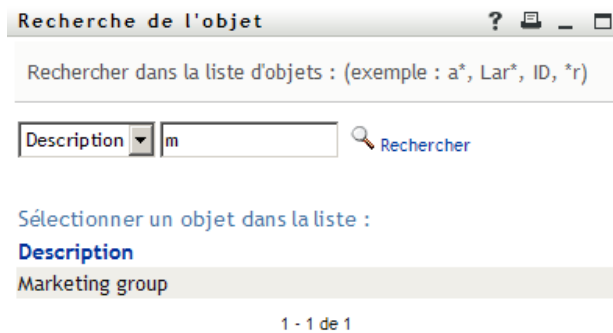 Recherche de l'objet ?
Rechercher dans la liste d'objets : (exemple : a*, Lar*, ID, *r)
Description m Rechercher
Sélectionner un objet dans la liste :
Description
Marketing group
1 - 1 de 1